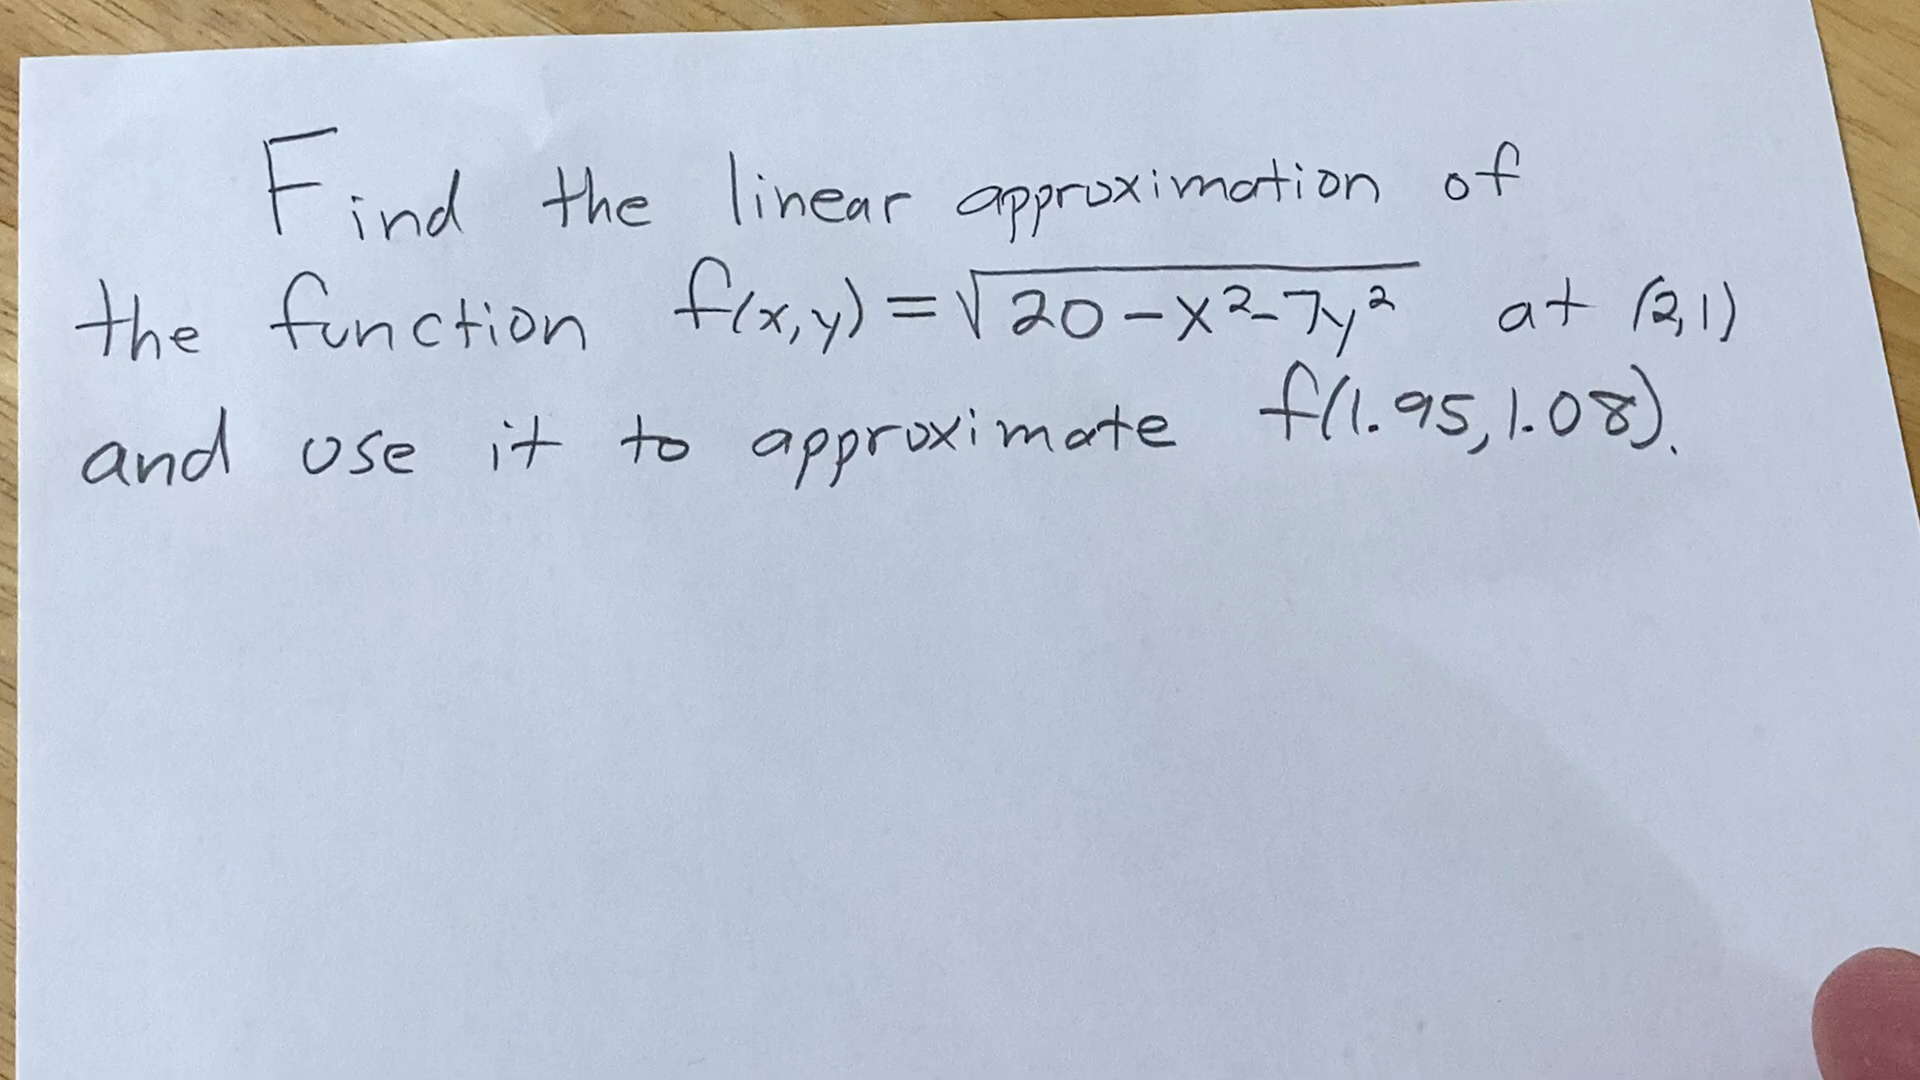 Find the linear approximation of
the function f(x,y) = √20 - x² - 7y² at (2,1)
and use it to approximate f(1.95, 1.08).